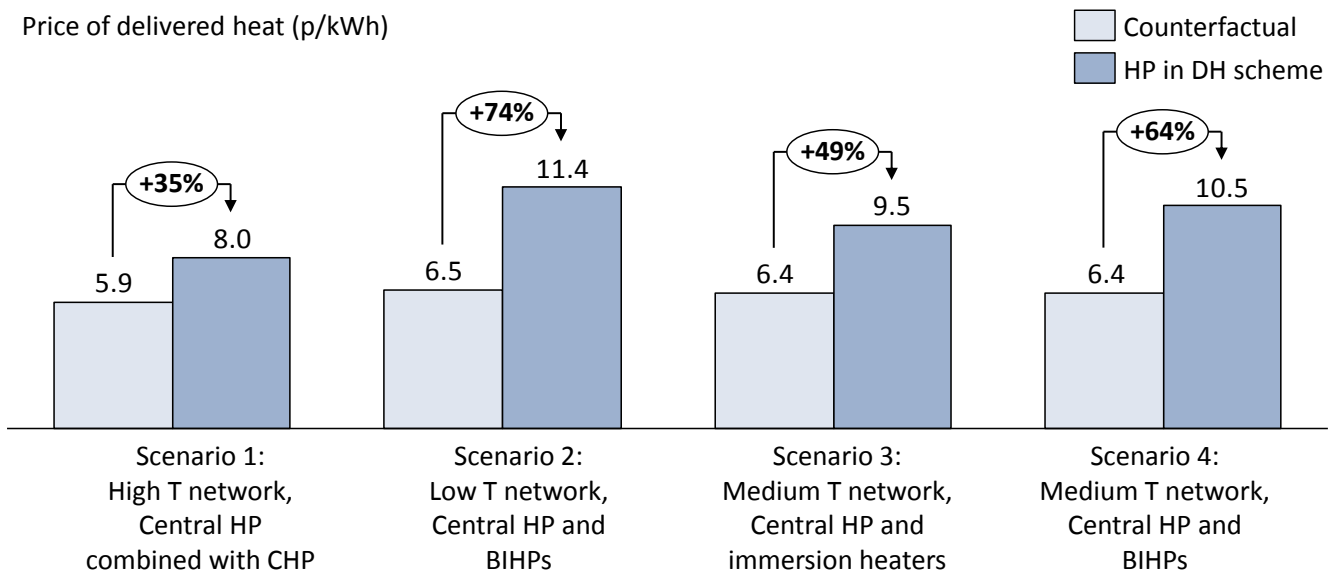 Price of delivered heat (p/kWh)
Counterfactual
HP in DH scheme
+35%
5.9
8.0
+74%
6.5
11.4
+49%
6.4
9.5
+64%
6.4
10.5
Scenario 1:
High T network,
Central HP
combined with CHP
Scenario 2:
Low T network,
Central HP and
BIHPs
Scenario 3:
Medium T network,
Central HP and
immersion heaters
Scenario 4:
Medium T network,
Central HP and
BIHPs